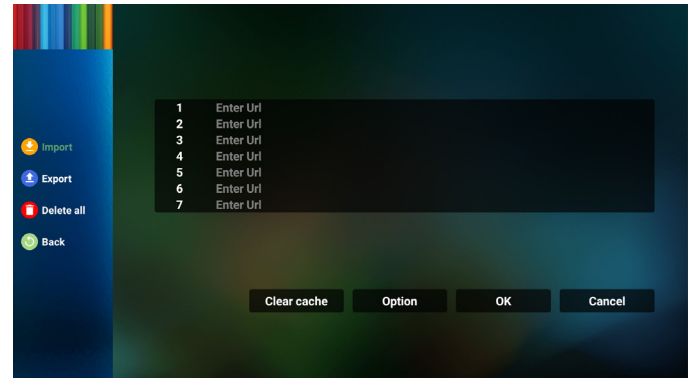 Import
Export
Delete all
Back
1 Enter Url
2 Enter Url
3 Enter Url
4 Enter Url
5 Enter Url
6 Enter Url
7 Enter Url
Clear cache Option OK Cancel